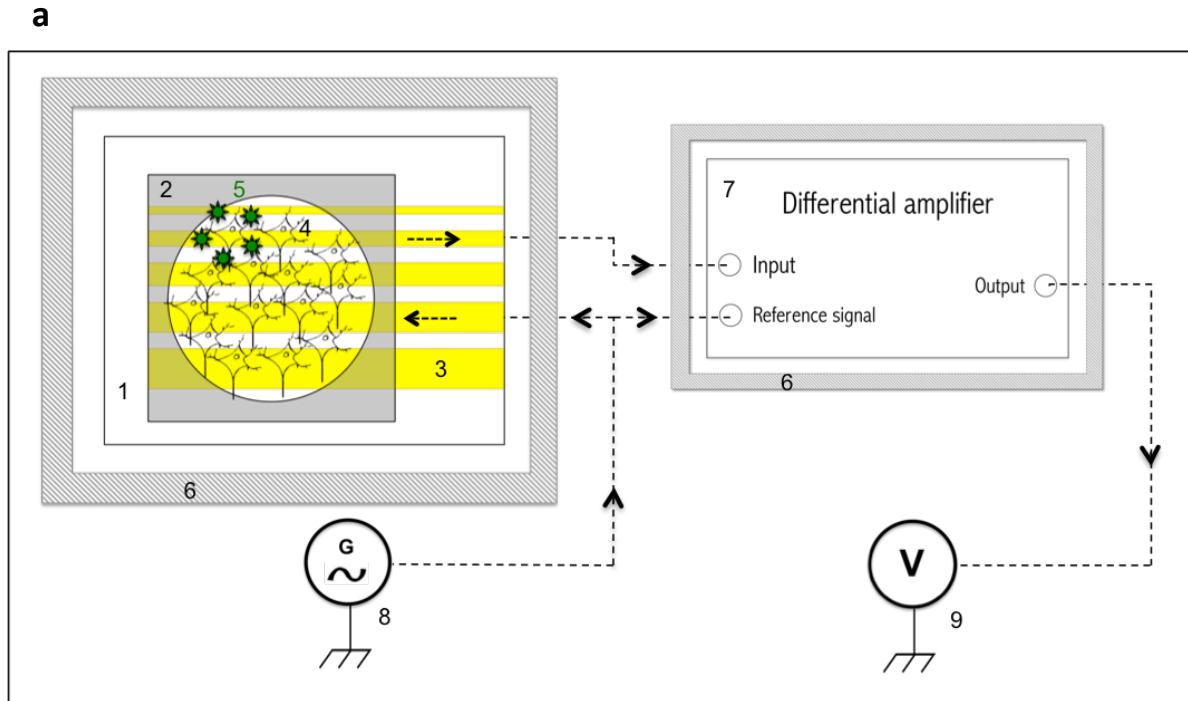 a
2
5
4
1
3
6
7
Differential amplifier
Input
Output
Reference signal
6
G
8
V
9